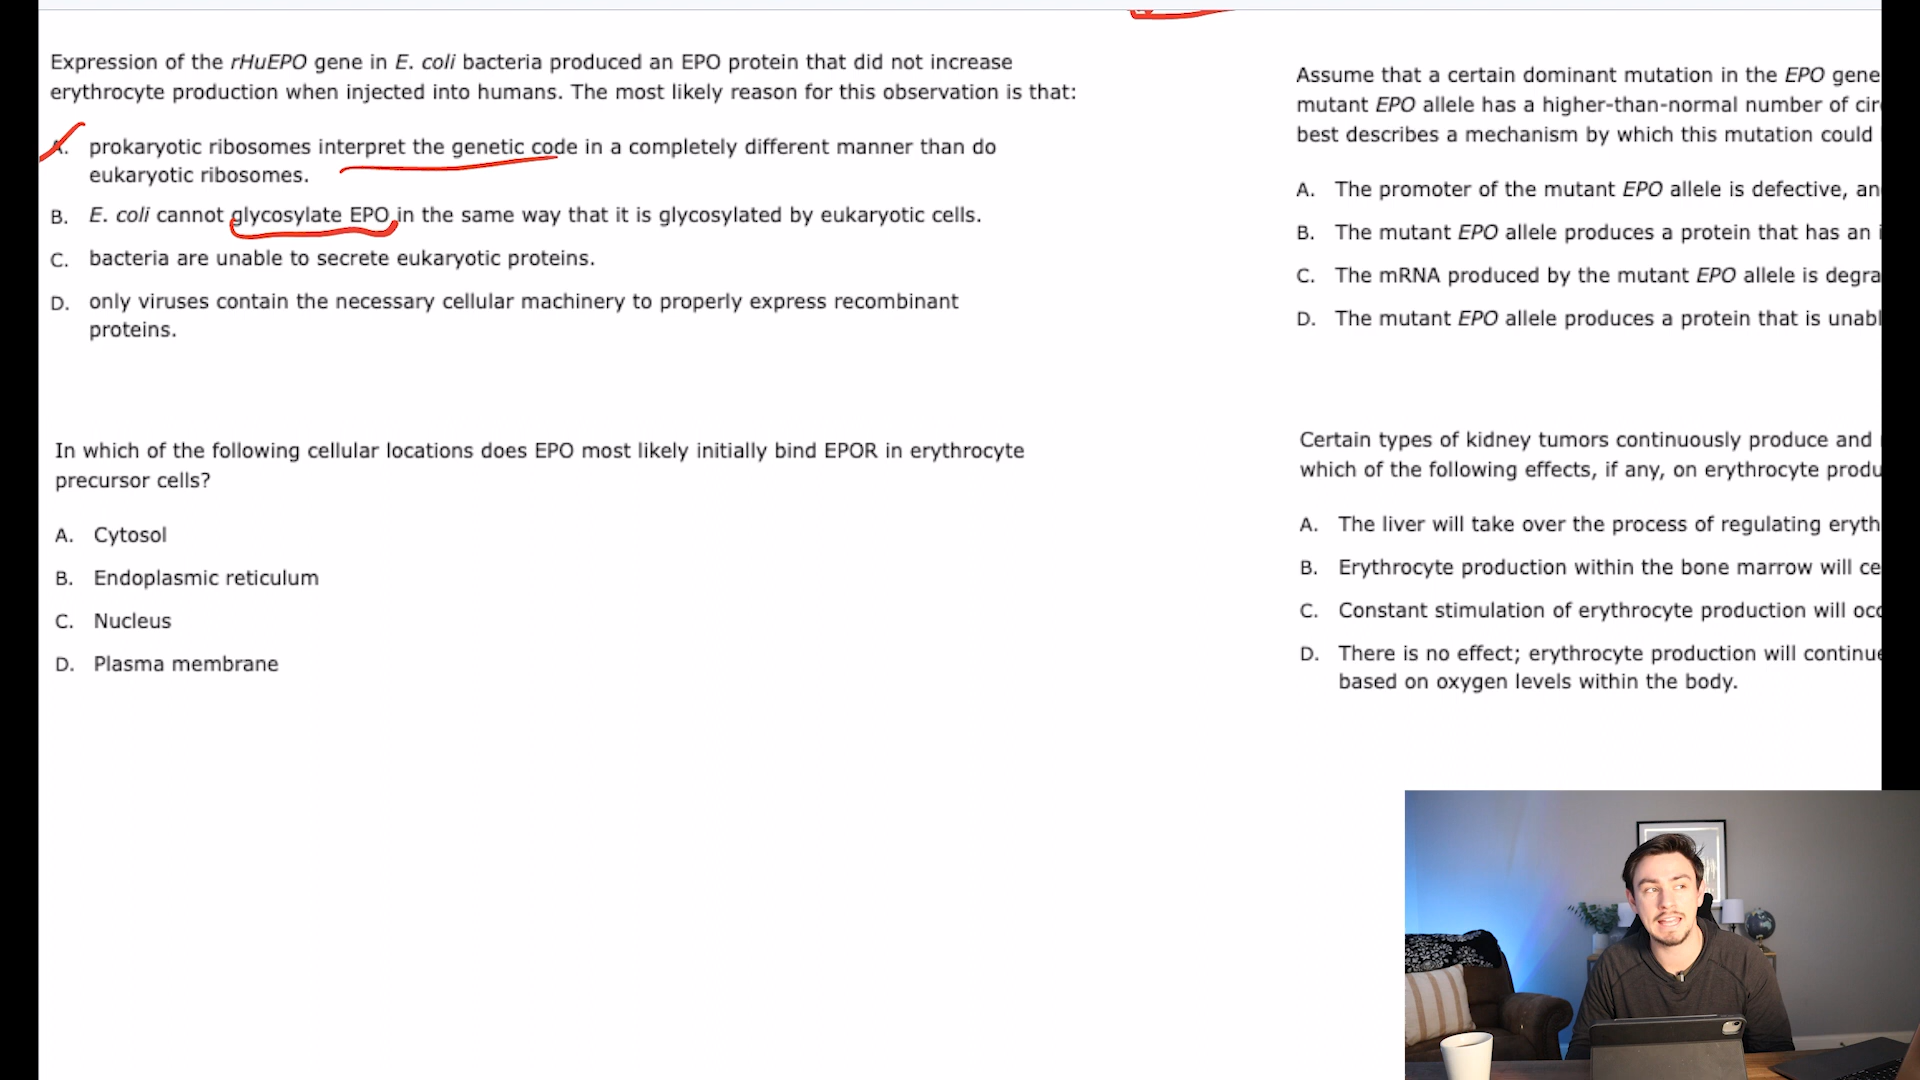 Expression of the rHuEPO gene in E. coli bacteria produced an EPO protein that did not increase
erythrocyte production when injected into humans. The most likely reason for this observation is that:
A. prokaryotic ribosomes interpret the genetic code in a completely different manner than do
eukaryotic ribosomes.
B. E. coli cannot glycosylate EPO in the same way that it is glycosylated by eukaryotic cells.
C. bacteria are unable to secrete eukaryotic proteins.
D. only viruses contain the necessary cellular machinery to properly express recombinant
proteins.
In which of the following cellular locations does EPO most likely initially bind EPOR in erythrocyte
precursor cells?
A. Cytosol
B. Endoplasmic reticulum
C. Nucleus
D. Plasma membrane
Assume that a certain dominant mutation in the EPO gene
mutant EPO allele has a higher-than-normal number of cir
best describes a mechanism by which this mutation could
A. The promoter of the mutant EPO allele is defective, an
B. The mutant EPO allele produces a protein that has an i
C. The mRNA produced by the mutant EPO allele is degra
D. The mutant EPO allele produces a protein that is unabl
Certain types of kidney tumors continuously produce and
which of the following effects, if any, on erythrocyte produ
A. The liver will take over the process of regulating eryth
B. Erythrocyte production within the bone marrow will ce
C. Constant stimulation of erythrocyte production will occ
D. There is no effect; erythrocyte production will continue
based on oxygen levels within the body.